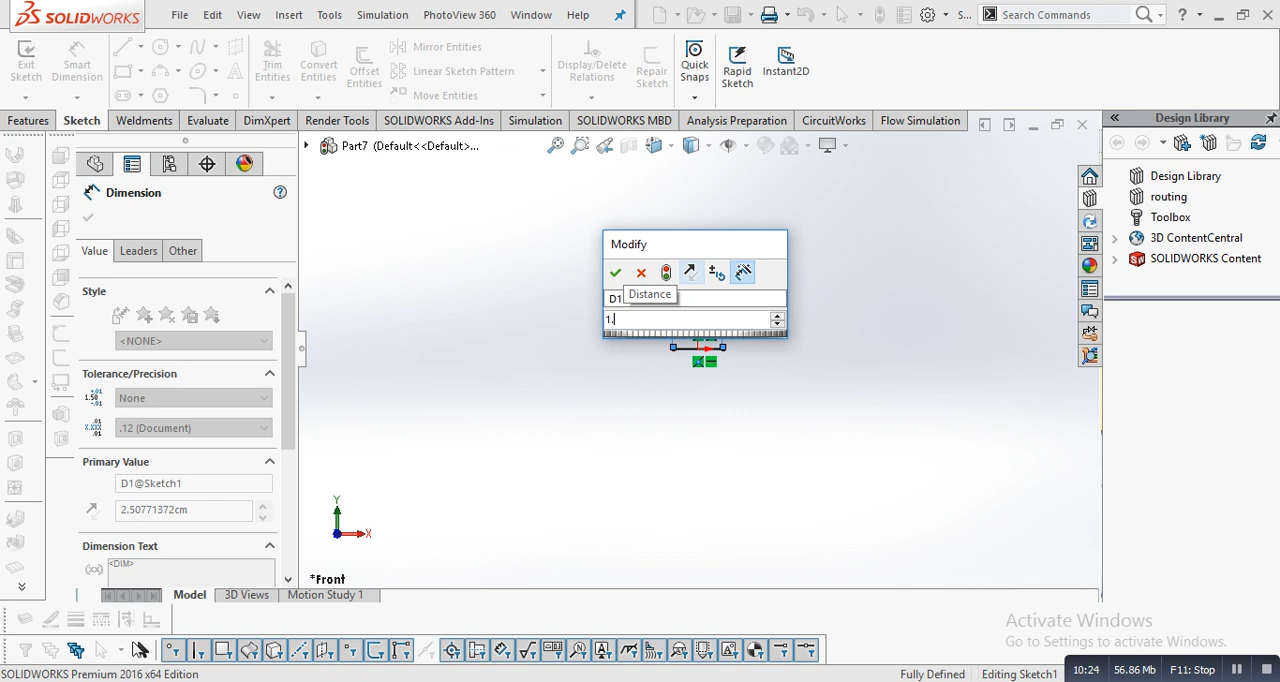 SOLIDWORKS
File Edit View Insert Tools Simulation PhotoView 360 Window Help S... Search Commands
Exit Sketch
Smart Dimension
Trim Entities
Convert Entities
Offset Entities
Mirror Entities
Linear Sketch Pattern
Move Entities
Display/Delete Relations
Repair Sketch
Quick Snaps
Rapid Sketch
Instant2D
Features Sketch Weldments Evaluate DimXpert Render Tools SOLIDWORKS Add-Ins Simulation SOLIDWORKS MBD Analysis Preparation CircuitWorks Flow Simulation
Design Library
Part7 (Default<<Default>...
Design Library
routing
Toolbox
3D ContentCentral
SOLIDWORKS Content
Dimension
Value Leaders Other
Style
<NONE>
Tolerance/Precision
None
.12 (Document)
Primary Value
D1@Sketch1
2.50771372cm
Dimension Text
<DIM>
Modify
D1
Distance
1.
Y
X
*Front
Model 3D Views Motion Study 1
Activate Windows
Go to Settings to activate Windows.
SOLIDWORKS Premium 2016 x64 Edition
Fully Defined Editing Sketch1
10:24 56.86 Mb F11: Stop